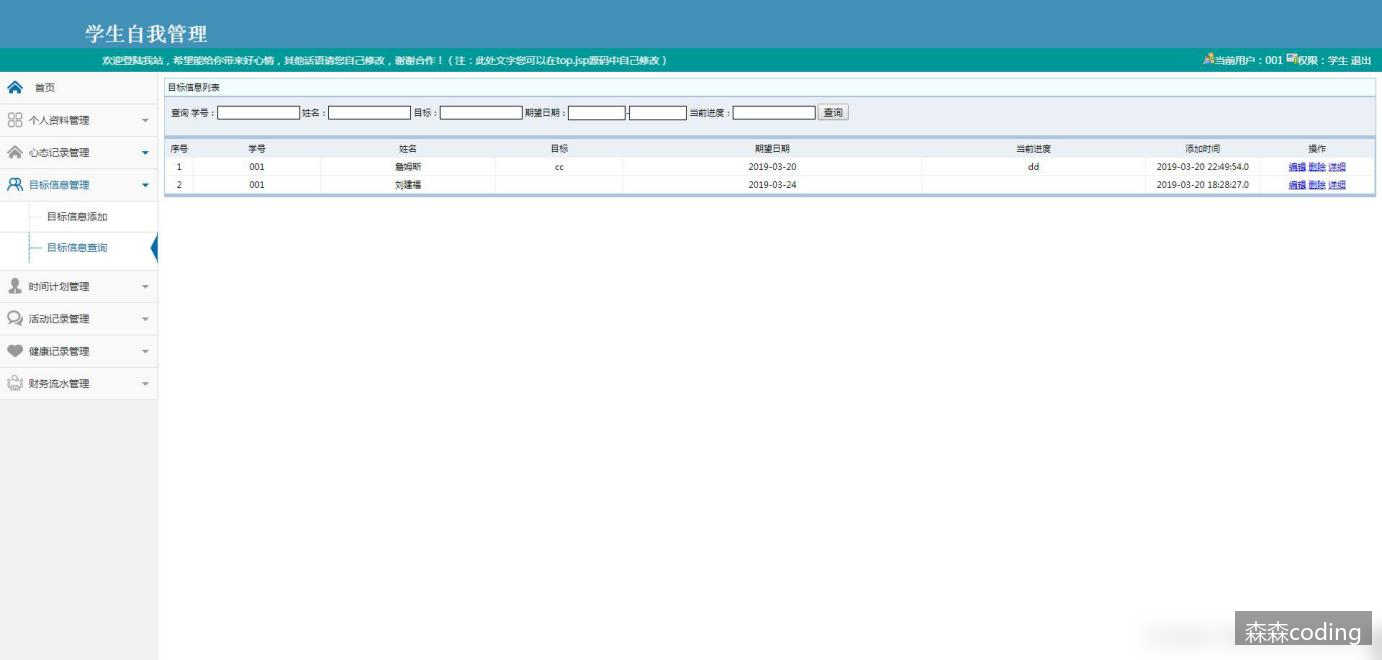 学生自我管理
欢迎登陆我站，希望能给你带来好心情，其他话语请您自己修改，谢谢合作！（注：此处文字您可以在top.jsp源码中自己修改）
当前用户：001 权限：学生 退出
首页
个人资料管理
心态记录管理
目标信息管理
目标信息添加
目标信息查询
时间计划管理
活动记录管理
健康记录管理
财务流水管理
目标信息列表
查询 学号： 姓名： 目标： 期望日期： - 当前进度： 查询
序号 学号 姓名 目标 期望日期 当前进度 添加时间 操作
1 001 詹姆斯 cc 2019-03-20 dd 2019-03-20 22:49:54.0 编辑 删除 详细
2 001 刘建福 2019-03-24 2019-03-20 18:28:27.0 编辑 删除 详细
森森coding